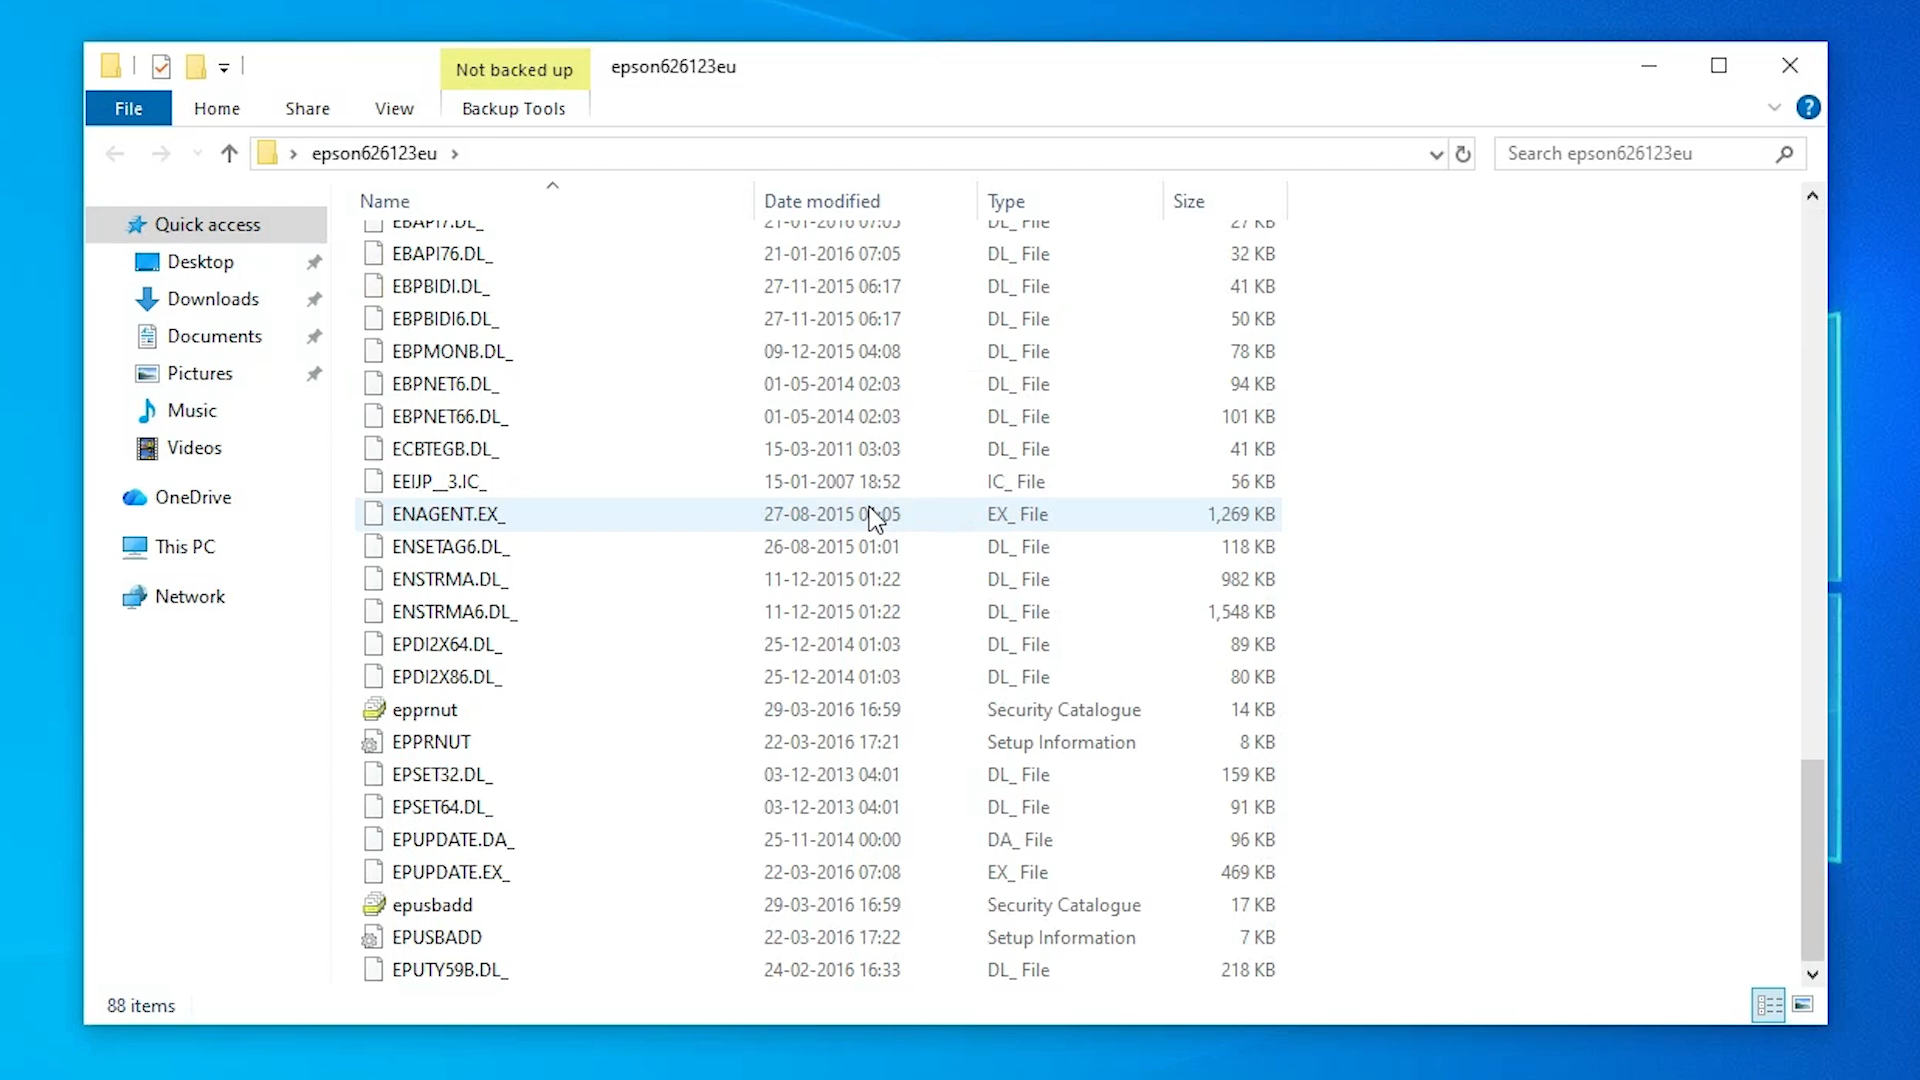 Not backed up epson626123eu
File Home Share View Backup Tools
epson626123eu Search epson626123eu
Name Date modified Type Size
EBAPI7.DL_ 21-01-2016 07:05 DL_ File 27 KB
EBAPI76.DL_ 21-01-2016 07:05 DL_ File 32 KB
EBPBIDI.DL_ 27-11-2015 06:17 DL_ File 41 KB
EBPBIDI6.DL_ 27-11-2015 06:17 DL_ File 50 KB
EBPMONB.DL_ 09-12-2015 04:08 DL_ File 78 KB
EBPNET6.DL_ 01-05-2014 02:03 DL_ File 94 KB
EBPNET66.DL_ 01-05-2014 02:03 DL_ File 101 KB
ECBTEGB.DL_ 15-03-2011 03:03 DL_ File 41 KB
EEIJP__3.IC_ 15-01-2007 18:52 IC_ File 56 KB
ENAGENT.EX_ 27-08-2015 EX_ File 1,269 KB
ENSETAG6.DL_ 26-08-2015 01:01 DL_ File 118 KB
ENSTRMA.DL_ 11-12-2015 01:22 DL_ File 982 KB
ENSTRMA6.DL_ 11-12-2015 01:22 DL_ File 1,548 KB
EPDI2X64.DL_ 25-12-2014 01:03 DL_ File 89 KB
EPDI2X86.DL_ 25-12-2014 01:03 DL_ File 80 KB
epprnut 29-03-2016 16:59 Security Catalogue 14 KB
EPPRNUT 22-03-2016 17:21 Setup Information 8 KB
EPSET32.DL_ 03-12-2013 04:01 DL_ File 159 KB
EPSET64.DL_ 03-12-2013 04:01 DL_ File 91 KB
EPUPDATE.DA_ 25-11-2014 00:00 DA_ File 96 KB
EPUPDATE.EX_ 22-03-2016 07:08 EX_ File 469 KB
epusbadd 29-03-2016 16:59 Security Catalogue 17 KB
EPUSBADD 22-03-2016 17:22 Setup Information 7 KB
EPUTY59B.DL_ 24-02-2016 16:33 DL_ File 218 KB
Quick access
Desktop
Downloads
Documents
Pictures
Music
Videos
OneDrive
This PC
Network
88 items